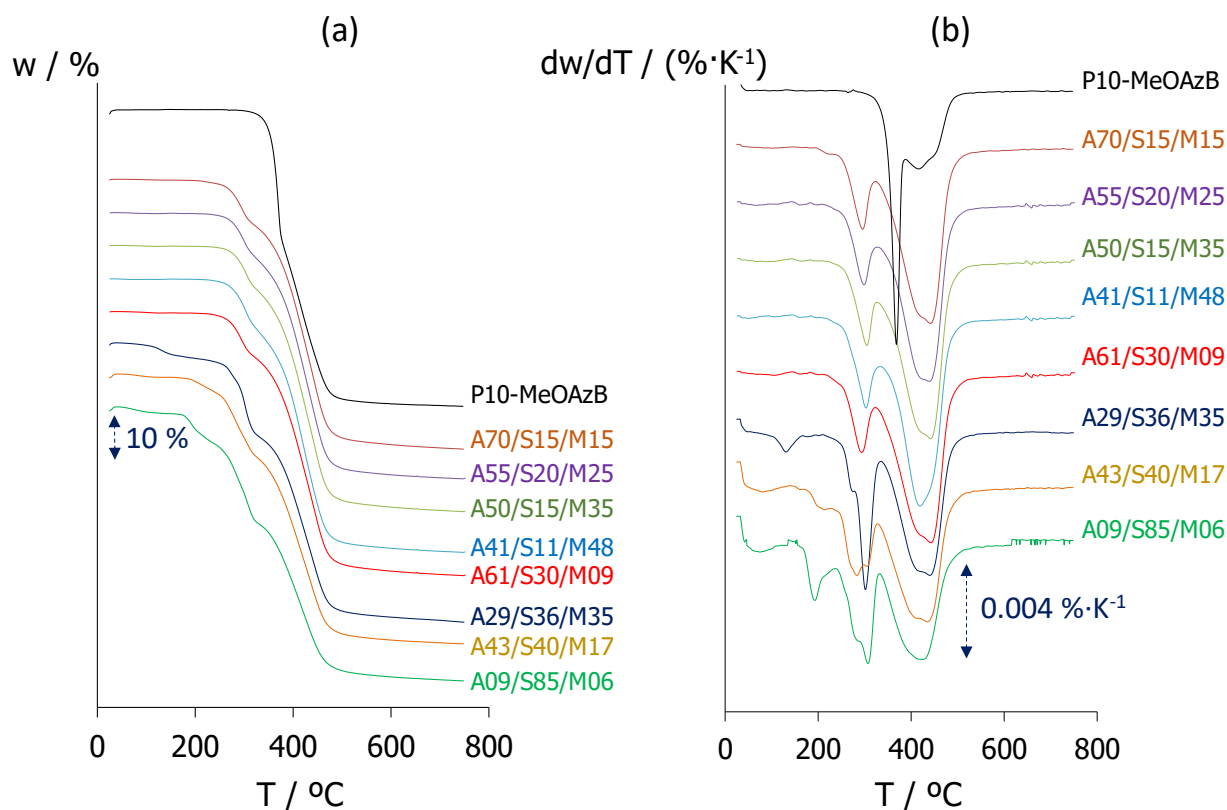 (a)
w / %
P10-MeOAzB
A70/S15/M15
A55/S20/M25
A50/S15/M35
A41/S11/M48
A61/S30/M09
A29/S36/M35
A43/S40/M17
A09/S85/M06
10 %
0 200 400 600 800
T / ºC
(b)
dw/dT / (%·K⁻¹)
P10-MeOAzB
A70/S15/M15
A55/S20/M25
A50/S15/M35
A41/S11/M48
A61/S30/M09
A29/S36/M35
A43/S40/M17
A09/S85/M06
0.004 %·K⁻¹
0 200 400 600 800
T / ºC